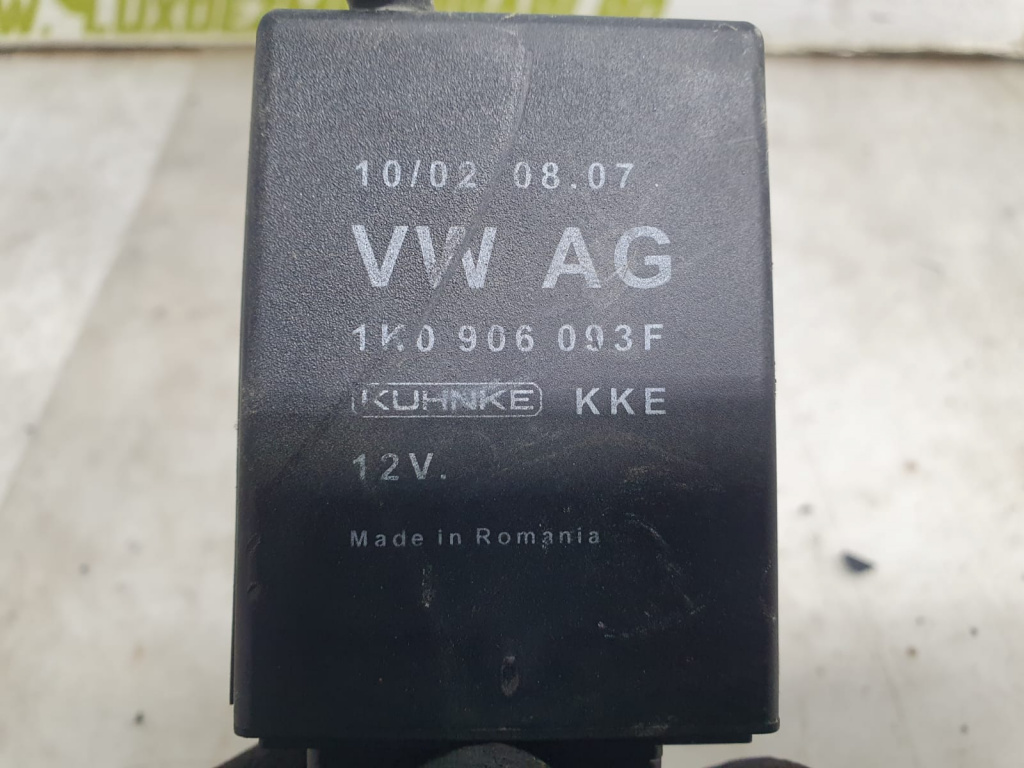 10/02 08.07
VW AG
1K0 906 093F
KUHNKE KKE
12V.
Made in Romania